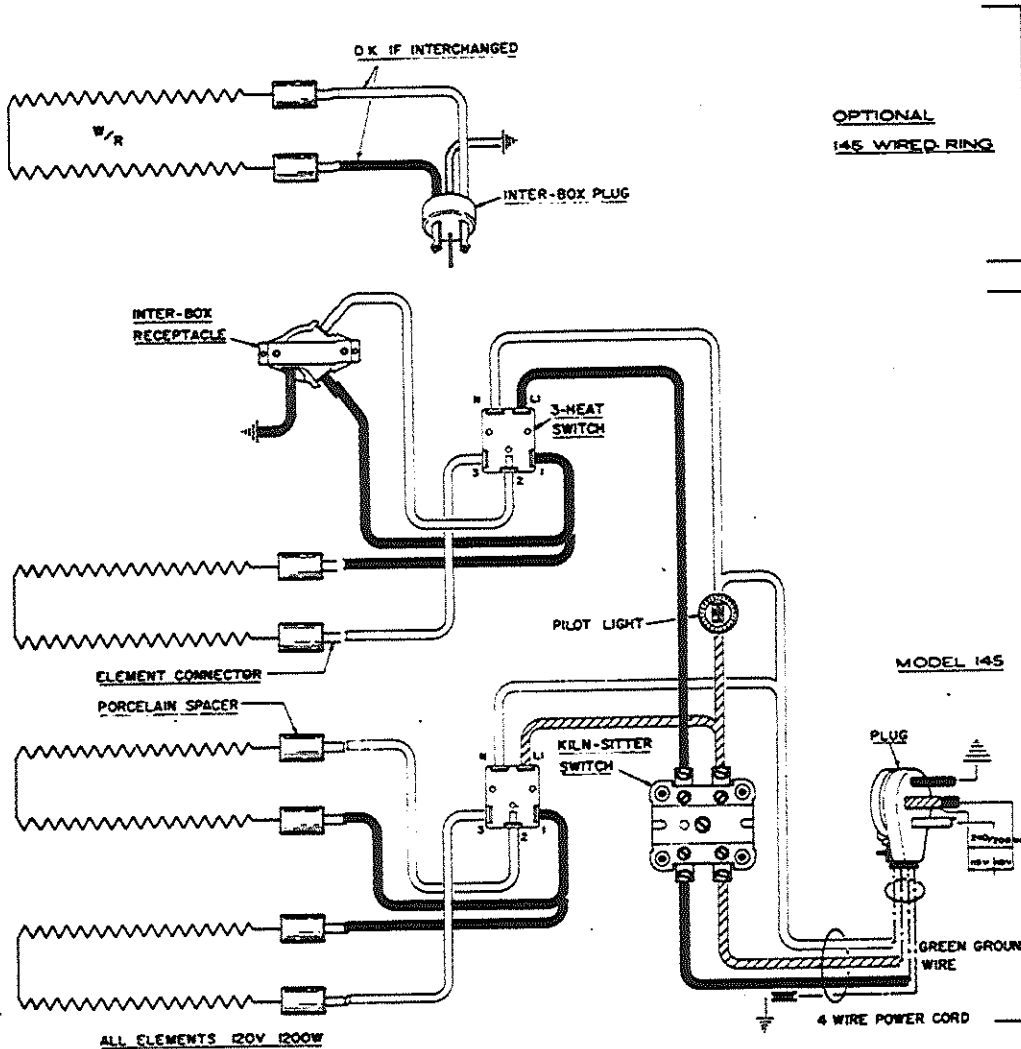 O K IF INTERCHANGED
OPTIONAL
145 WIRED RING
W/R
INTER-BOX PLUG
INTER-BOX
RECEPTACLE
N L1
3-HEAT
SWITCH
3 2 1
PILOT LIGHT
ELEMENT CONNECTOR
MODEL 145
PORCELAIN SPACER
PLUG
N L1
KILN-SITTER
SWITCH
3 2 1
GREEN GROUN
WIRE
4 WIRE POWER CORD
ALL ELEMENTS 120V 1200W